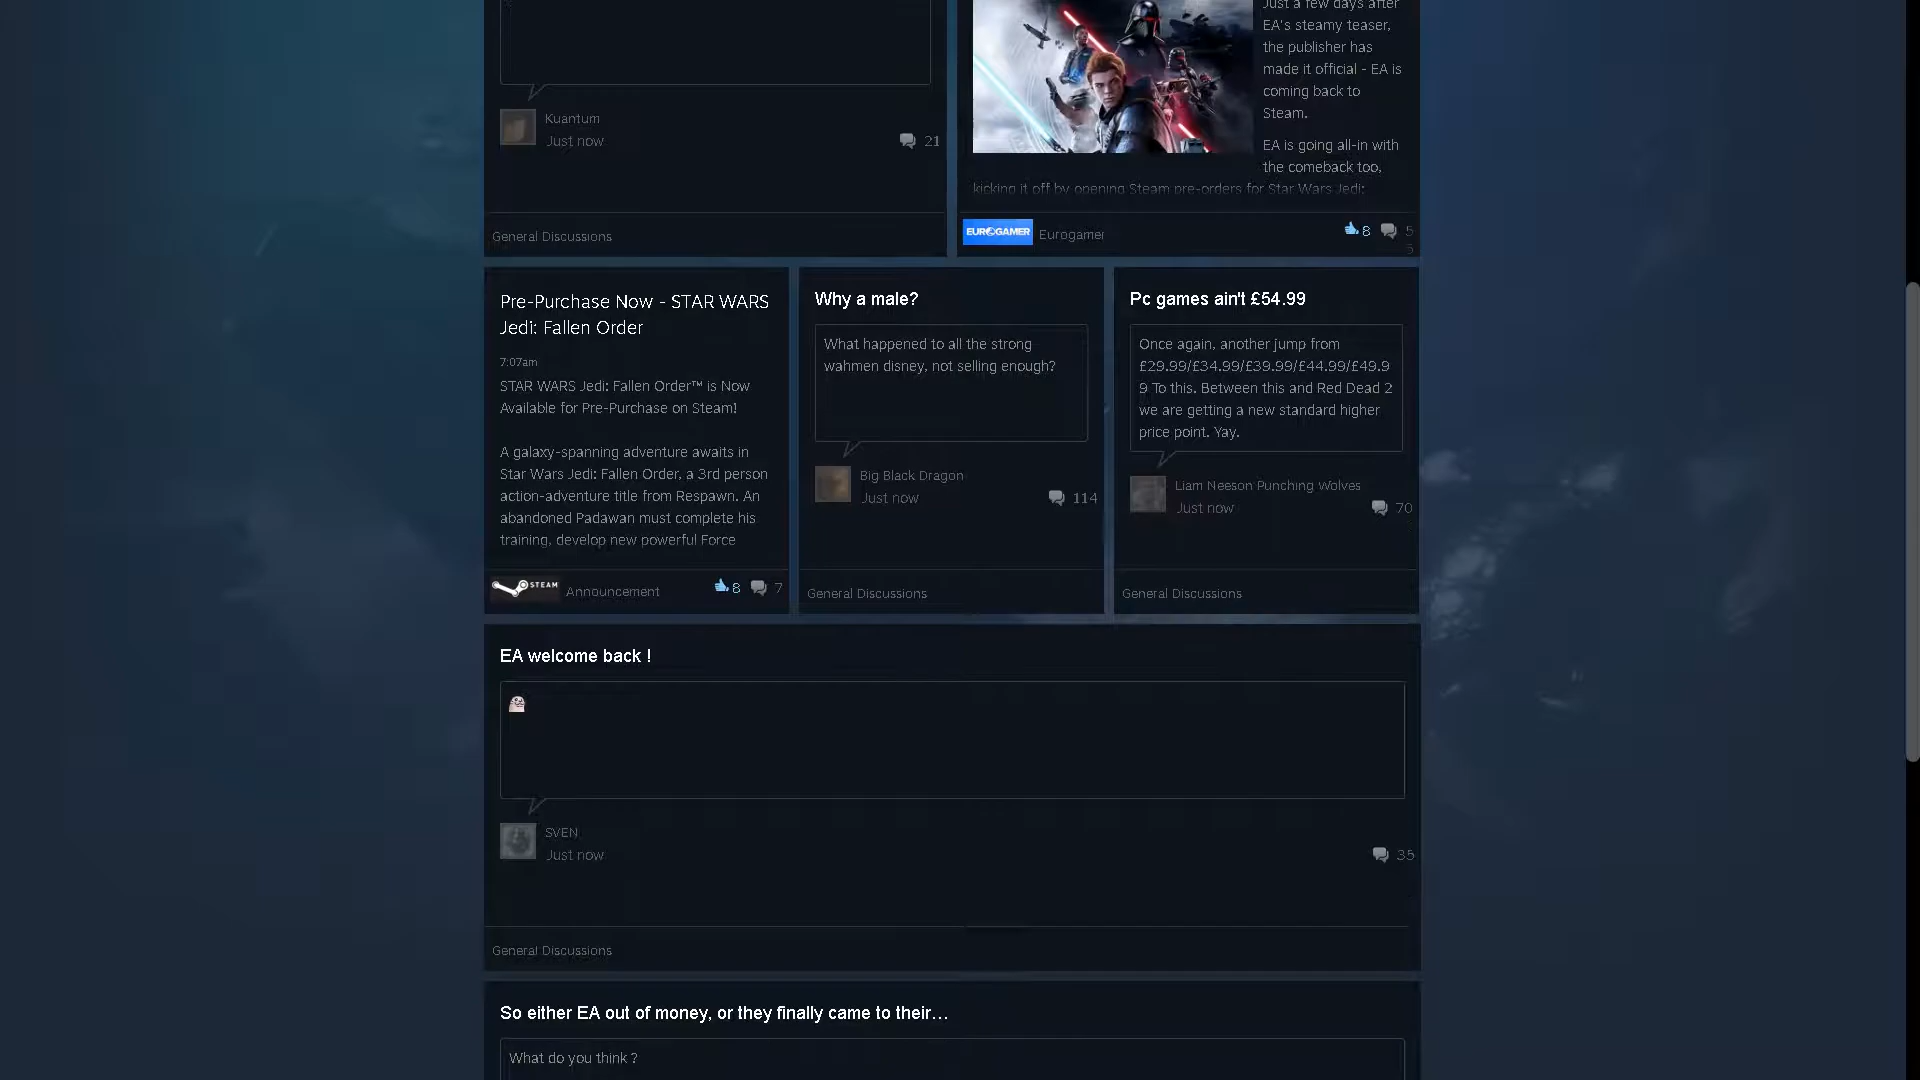 Just a few days after
EA's steamy teaser,
the publisher has
made it official - EA is
coming back to
Steam.
EA is going all-in with
the comeback too,
kicking it off by opening Steam pre-orders for Star Wars Jedi:
Kuantum
Just now
21
General Discussions
EUROGAMER
Eurogamer
8
5
5
Pre-Purchase Now - STAR WARS
Jedi: Fallen Order
7:07am
STAR WARS Jedi: Fallen Order™ is Now
Available for Pre-Purchase on Steam!
A galaxy-spanning adventure awaits in
Star Wars Jedi: Fallen Order, a 3rd person
action-adventure title from Respawn. An
abandoned Padawan must complete his
training, develop new powerful Force
STEAM
Announcement
8
7
Why a male?
What happened to all the strong
wahmen disney, not selling enough?
Big Black Dragon
Just now
114
General Discussions
Pc games ain't £54.99
Once again, another jump from
£29.99/£34.99/£39.99/£44.99/£49.9
9 To this. Between this and Red Dead 2
we are getting a new standard higher
price point. Yay.
Liam Neeson Punching Wolves
Just now
70
General Discussions
EA welcome back !
SVEN
Just now
35
General Discussions
So either EA out of money, or they finally came to their...
What do you think ?